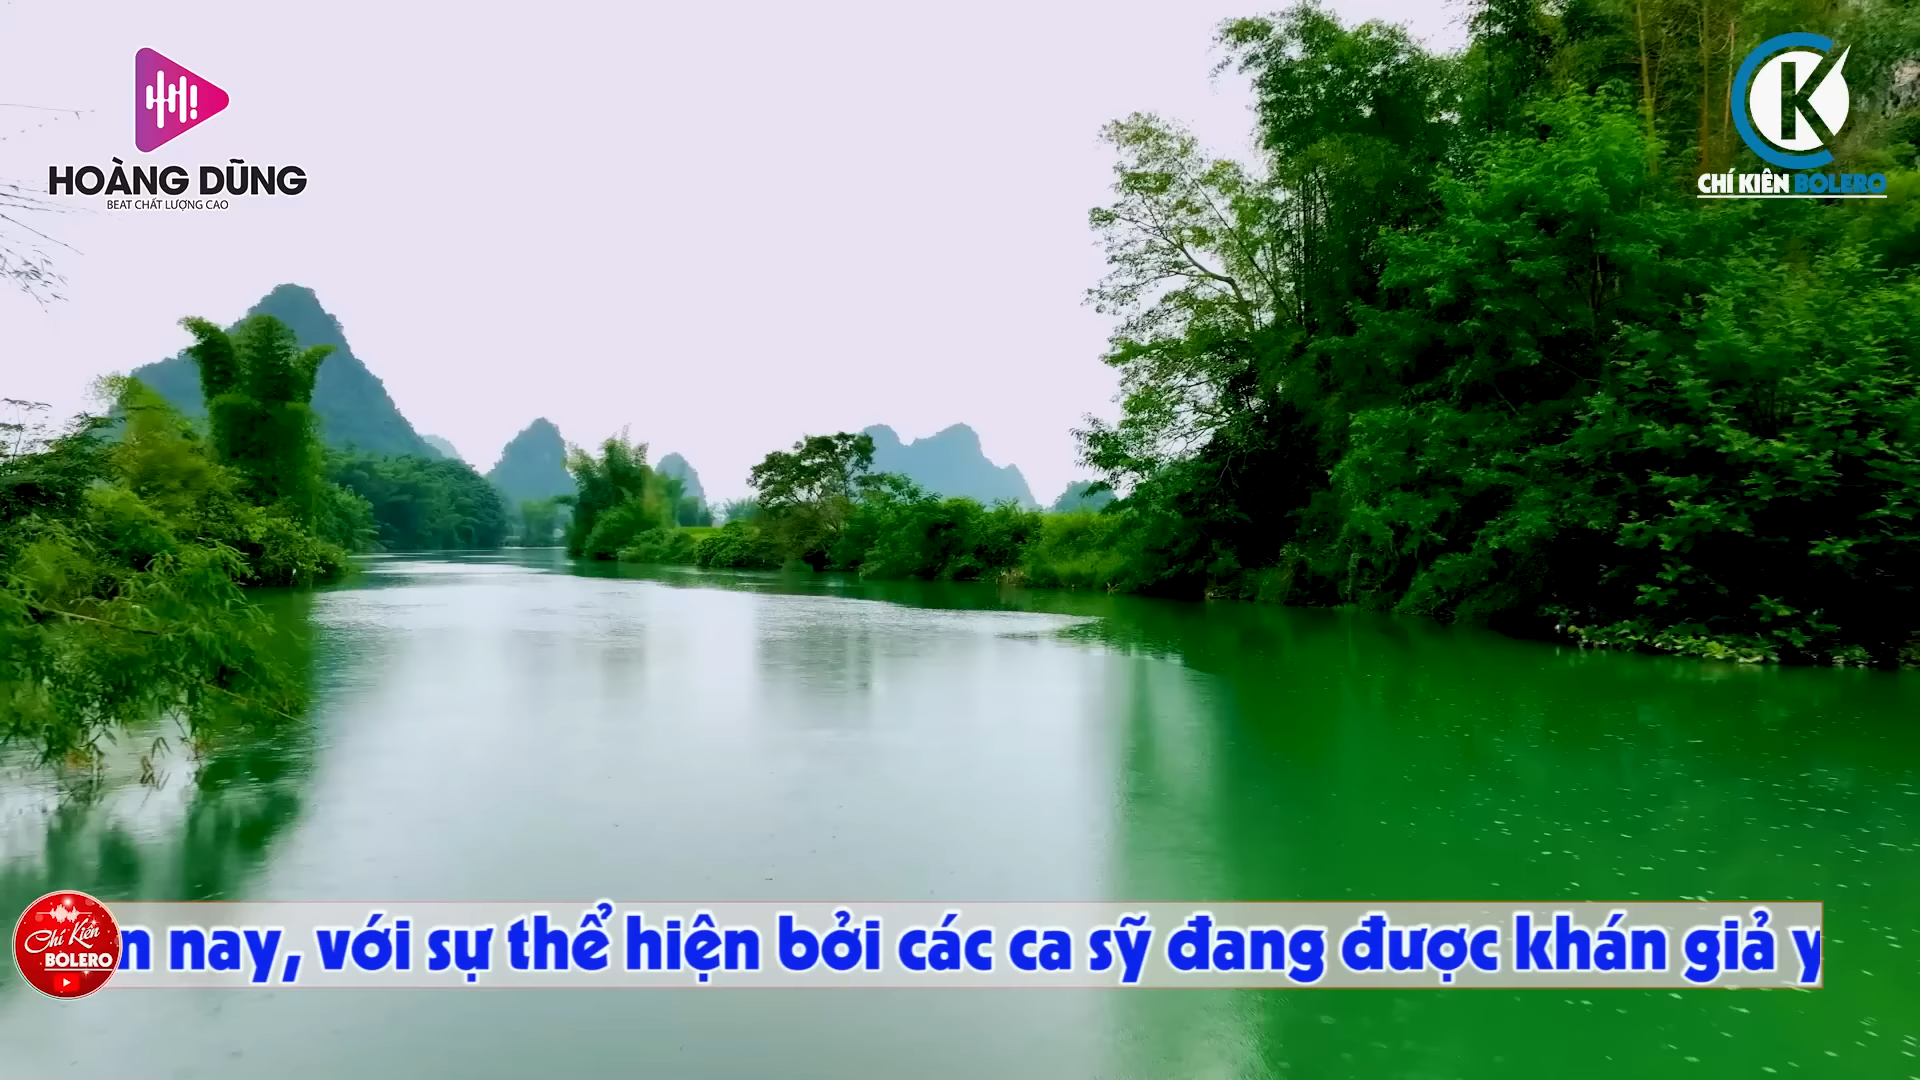 HOÀNG DŨNG
BEAT CHẤT LƯỢNG CAO
CK
CHÍ KIÊN BOLERO
Chí Kiên
BOLERO
n nay, với sự thể hiện bởi các ca sỹ đang được khán giả y